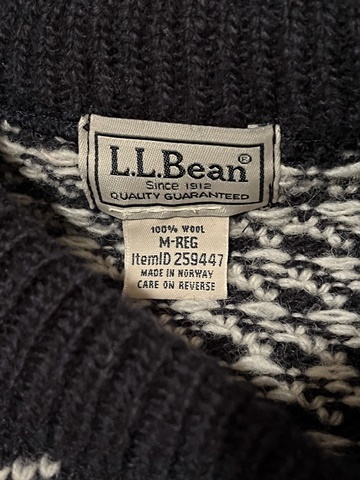 L.L.Bean®
Since 1912
QUALITY GUARANTEED
100% WOOL
M-REG
ItemID 259447
MADE IN NORWAY
CARE ON REVERSE